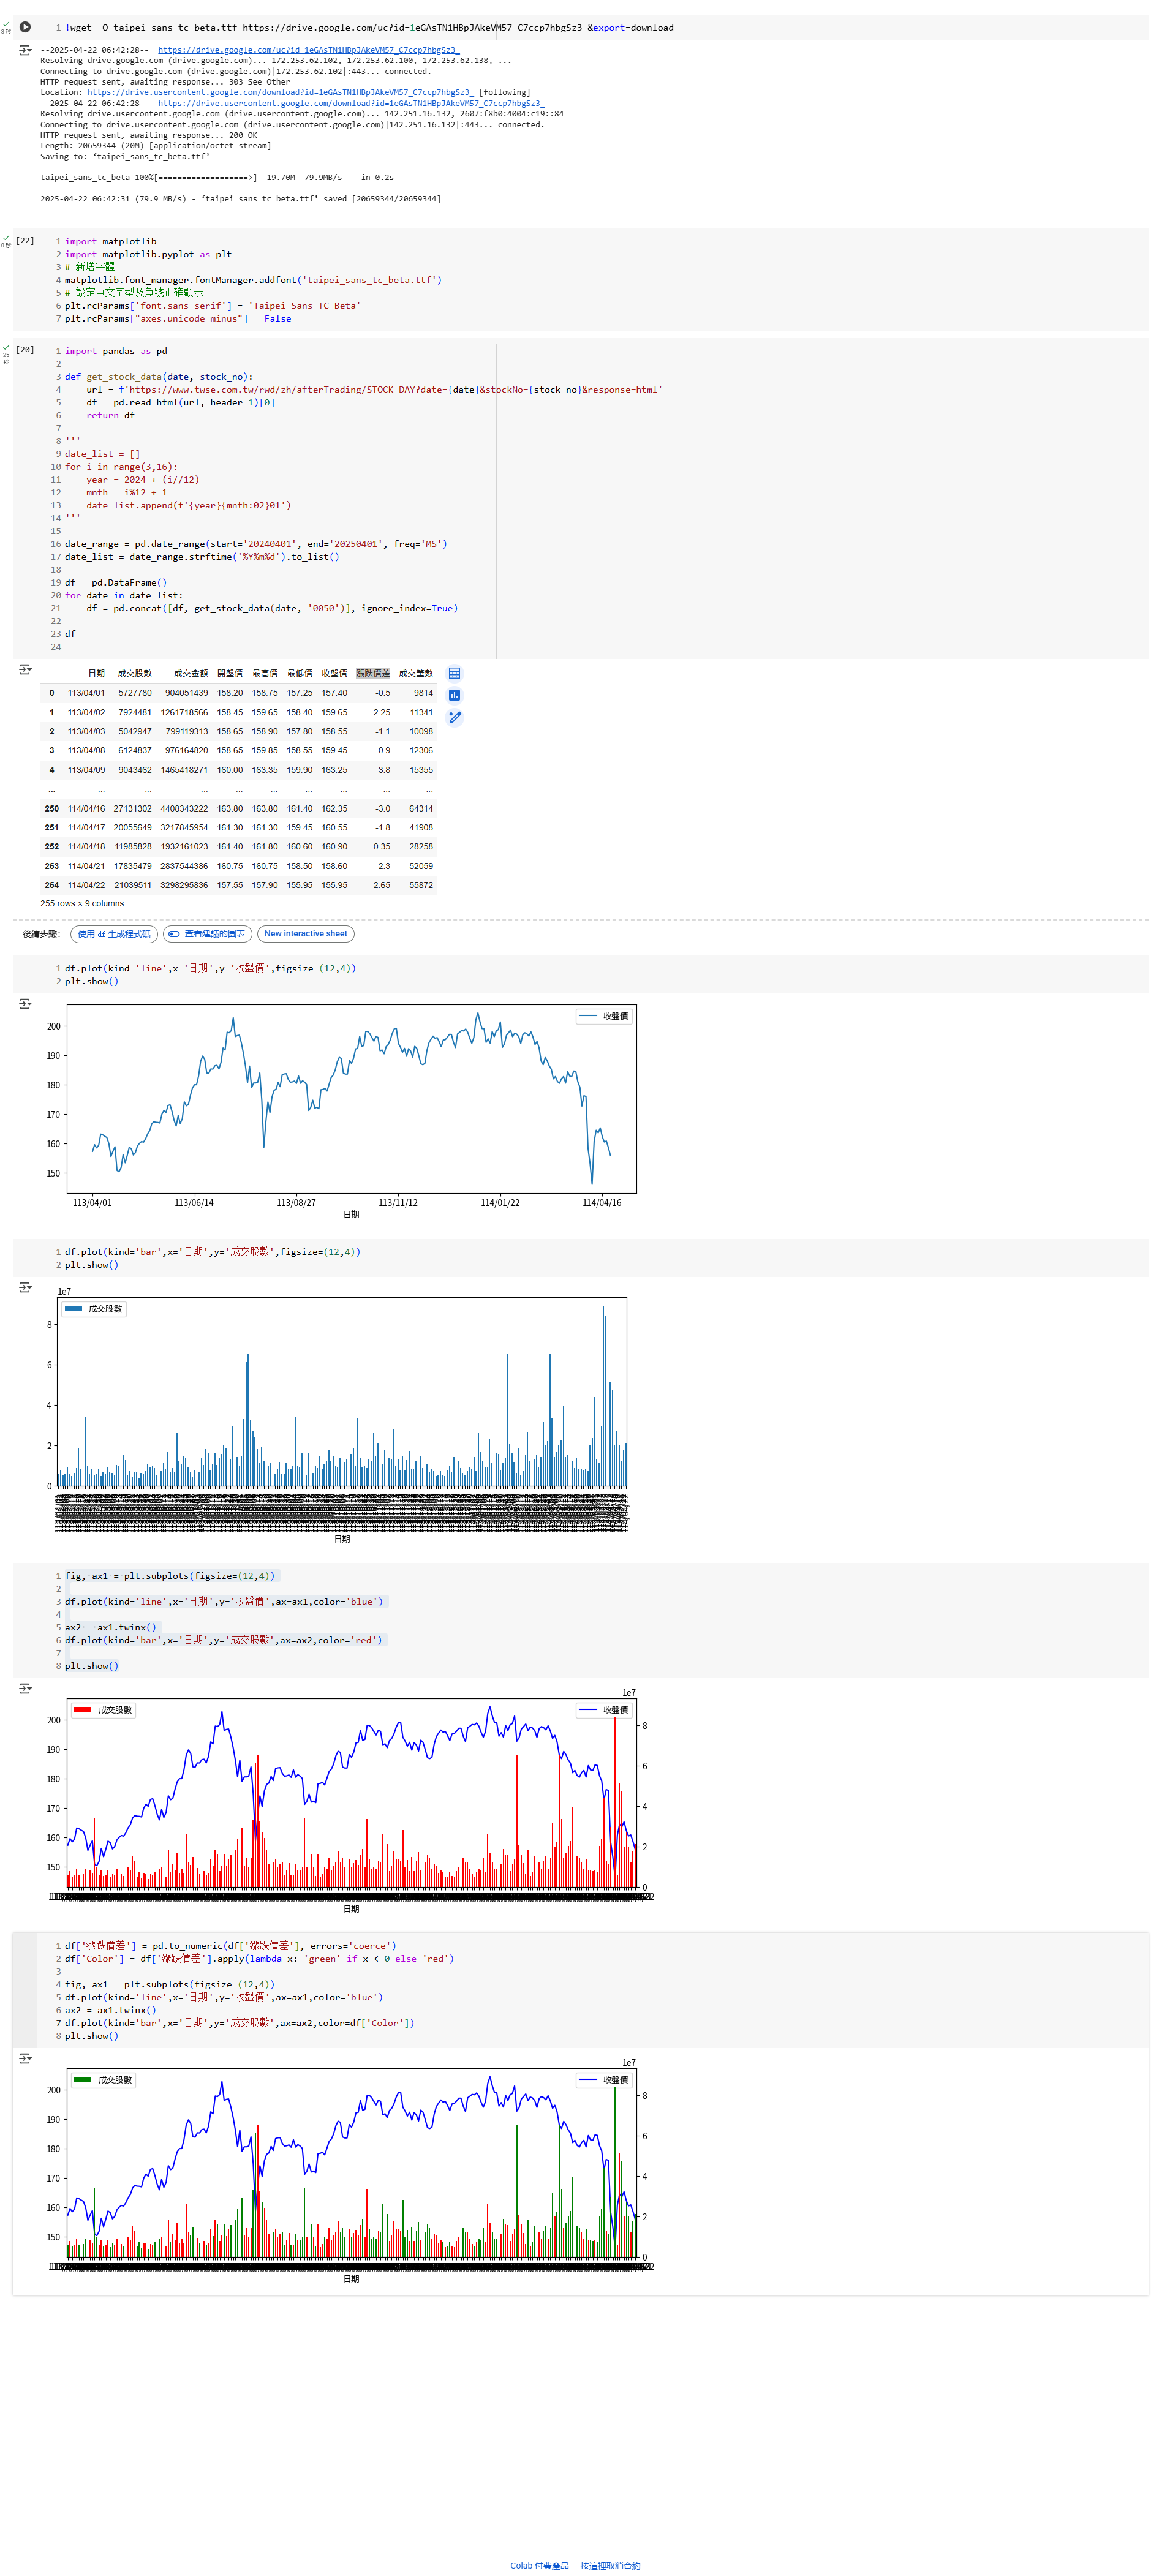 3 秒
1 !wget -O taipei_sans_tc_beta.ttf https://drive.google.com/uc?id=1eGAsTN1HBpJAkeVM57_C7ccp7hbgSz3_&export=download
--2025-04-22 06:42:28-- https://drive.google.com/uc?id=1eGAsTN1HBpJAkeVM57_C7ccp7hbgSz3_
Resolving drive.google.com (drive.google.com)... 172.253.62.102, 172.253.62.100, 172.253.62.138, ...
Connecting to drive.google.com (drive.google.com)|172.253.62.102|:443... connected.
HTTP request sent, awaiting response... 303 See Other
Location: https://drive.usercontent.google.com/download?id=1eGAsTN1HBpJAkeVM57_C7ccp7hbgSz3_ [following]
--2025-04-22 06:42:28-- https://drive.usercontent.google.com/download?id=1eGAsTN1HBpJAkeVM57_C7ccp7hbgSz3_
Resolving drive.usercontent.google.com (drive.usercontent.google.com)... 142.251.16.132, 2607:f8b0:4004:c19::84
Connecting to drive.usercontent.google.com (drive.usercontent.google.com)|142.251.16.132|:443... connected.
HTTP request sent, awaiting response... 200 OK
Length: 20659344 (20M) [application/octet-stream]
Saving to: ‘taipei_sans_tc_beta.ttf’
taipei_sans_tc_beta 100%[===================>] 19.70M 79.9MB/s in 0.2s
2025-04-22 06:42:31 (79.9 MB/s) - ‘taipei_sans_tc_beta.ttf’ saved [20659344/20659344]
0 秒
[22]
1 import matplotlib
2 import matplotlib.pyplot as plt
3 # 新增字體
4 matplotlib.font_manager.fontManager.addfont('taipei_sans_tc_beta.ttf')
5 # 設定中文字型及負號正確顯示
6 plt.rcParams['font.sans-serif'] = 'Taipei Sans TC Beta'
7 plt.rcParams["axes.unicode_minus"] = False
25 秒
[20]
1 import pandas as pd
2
3 def get_stock_data(date, stock_no):
4 url = f'https://www.twse.com.tw/rwd/zh/afterTrading/STOCK_DAY?date={date}&stockNo={stock_no}&response=html'
5 df = pd.read_html(url, header=1)[0]
6 return df
7
8 '''
9 date_list = []
10 for i in range(3,16):
11 year = 2024 + (i//12)
12 mnth = i%12 + 1
13 date_list.append(f'{year}{mnth:02}01')
14 '''
15
16 date_range = pd.date_range(start='20240401', end='20250401', freq='MS')
17 date_list = date_range.strftime('%Y%m%d').to_list()
18
19 df = pd.DataFrame()
20 for date in date_list:
21 df = pd.concat([df, get_stock_data(date, '0050')], ignore_index=True)
22
23 df
24
日期 成交股數 成交金額 開盤價 最高價 最低價 收盤價 漲跌價差 成交筆數
0 113/04/01 5727780 904051439 158.20 158.75 157.25 157.40 -0.5 9814
1 113/04/02 7924481 1261718566 158.45 159.65 158.40 159.65 2.25 11341
2 113/04/03 5042947 799119313 158.65 158.90 157.80 158.55 -1.1 10098
3 113/04/08 6124837 976164820 158.65 159.85 158.55 159.45 0.9 12306
4 113/04/09 9043462 1465418271 160.00 163.35 159.90 163.25 3.8 15355
... ... ... ... ... ... ... ... ... ...
250 114/04/16 27131302 4408343222 163.80 163.80 161.40 162.35 -3.0 64314
251 114/04/17 20055649 3217845954 161.30 161.30 159.45 160.55 -1.8 41908
252 114/04/18 11985828 1932161023 161.40 161.80 160.60 160.90 0.35 28258
253 114/04/21 17835479 2837544386 160.75 160.75 158.50 158.60 -2.3 52059
254 114/04/22 21039511 3298295836 157.55 157.90 155.95 155.95 -2.65 55872
255 rows × 9 columns
後續步驟: 使用 df 生成程式碼 查看建議的圖表 New interactive sheet
1 df.plot(kind='line',x='日期',y='收盤價',figsize=(12,4))
2 plt.show()
收盤價
200
190
180
170
160
150
113/04/01 113/06/14 113/08/27 113/11/12 114/01/22 114/04/16
日期
1 df.plot(kind='bar',x='日期',y='成交股數',figsize=(12,4))
2 plt.show()
1e7
成交股數
8
6
4
2
0
日期
1 fig, ax1 = plt.subplots(figsize=(12,4))
2
3 df.plot(kind='line',x='日期',y='收盤價',ax=ax1,color='blue')
4
5 ax2 = ax1.twinx()
6 df.plot(kind='bar',x='日期',y='成交股數',ax=ax2,color='red')
7
8 plt.show()
1e7
成交股數 收盤價
200 8
190
180 6
170 4
160 2
150
0
日期
1 df['漲跌價差'] = pd.to_numeric(df['漲跌價差'], errors='coerce')
2 df['Color'] = df['漲跌價差'].apply(lambda x: 'green' if x < 0 else 'red')
3
4 fig, ax1 = plt.subplots(figsize=(12,4))
5 df.plot(kind='line',x='日期',y='收盤價',ax=ax1,color='blue')
6 ax2 = ax1.twinx()
7 df.plot(kind='bar',x='日期',y='成交股數',ax=ax2,color=df['Color'])
8 plt.show()
1e7
成交股數 收盤價
200 8
190
180 6
170 4
160 2
150
0
日期
Colab 付費產品 - 按這裡取消合約